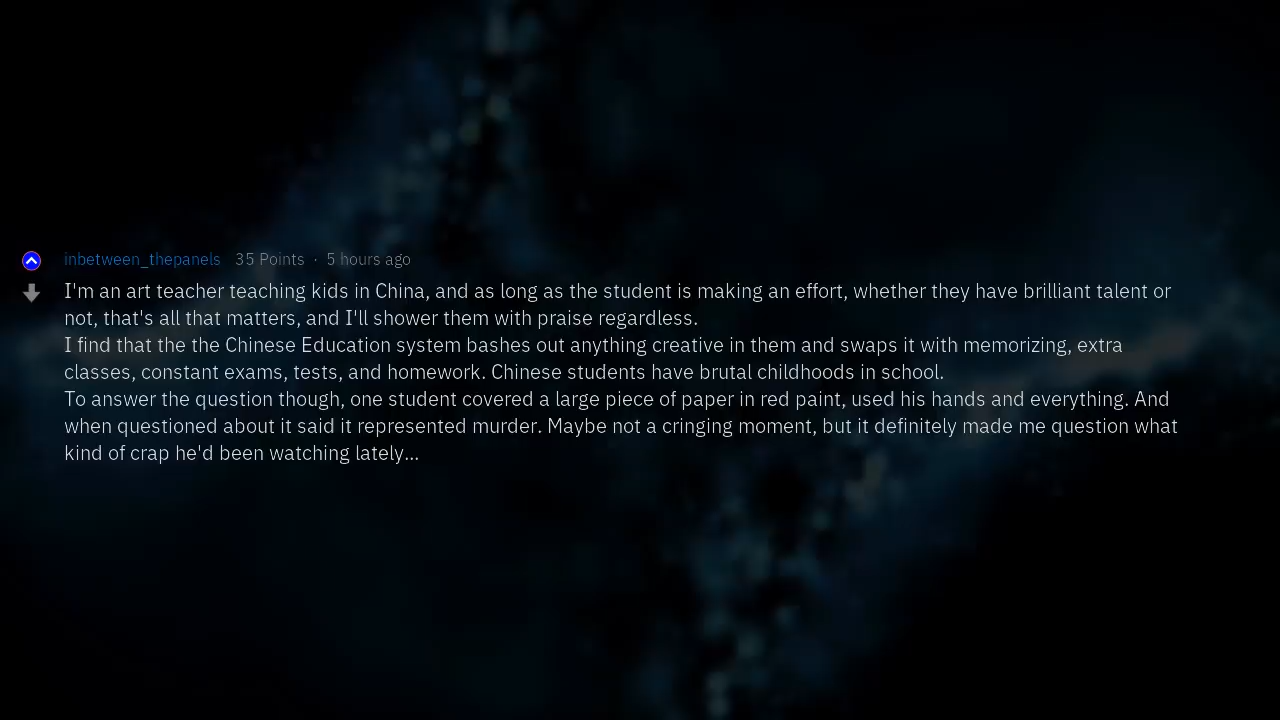 inbetween_thepanels 35 Points · 5 hours ago
I'm an art teacher teaching kids in China, and as long as the student is making an effort, whether they have brilliant talent or
not, that's all that matters, and I'll shower them with praise regardless.
I find that the the Chinese Education system bashes out anything creative in them and swaps it with memorizing, extra
classes, constant exams, tests, and homework. Chinese students have brutal childhoods in school.
To answer the question though, one student covered a large piece of paper in red paint, used his hands and everything. And
when questioned about it said it represented murder. Maybe not a cringing moment, but it definitely made me question what
kind of crap he'd been watching lately...